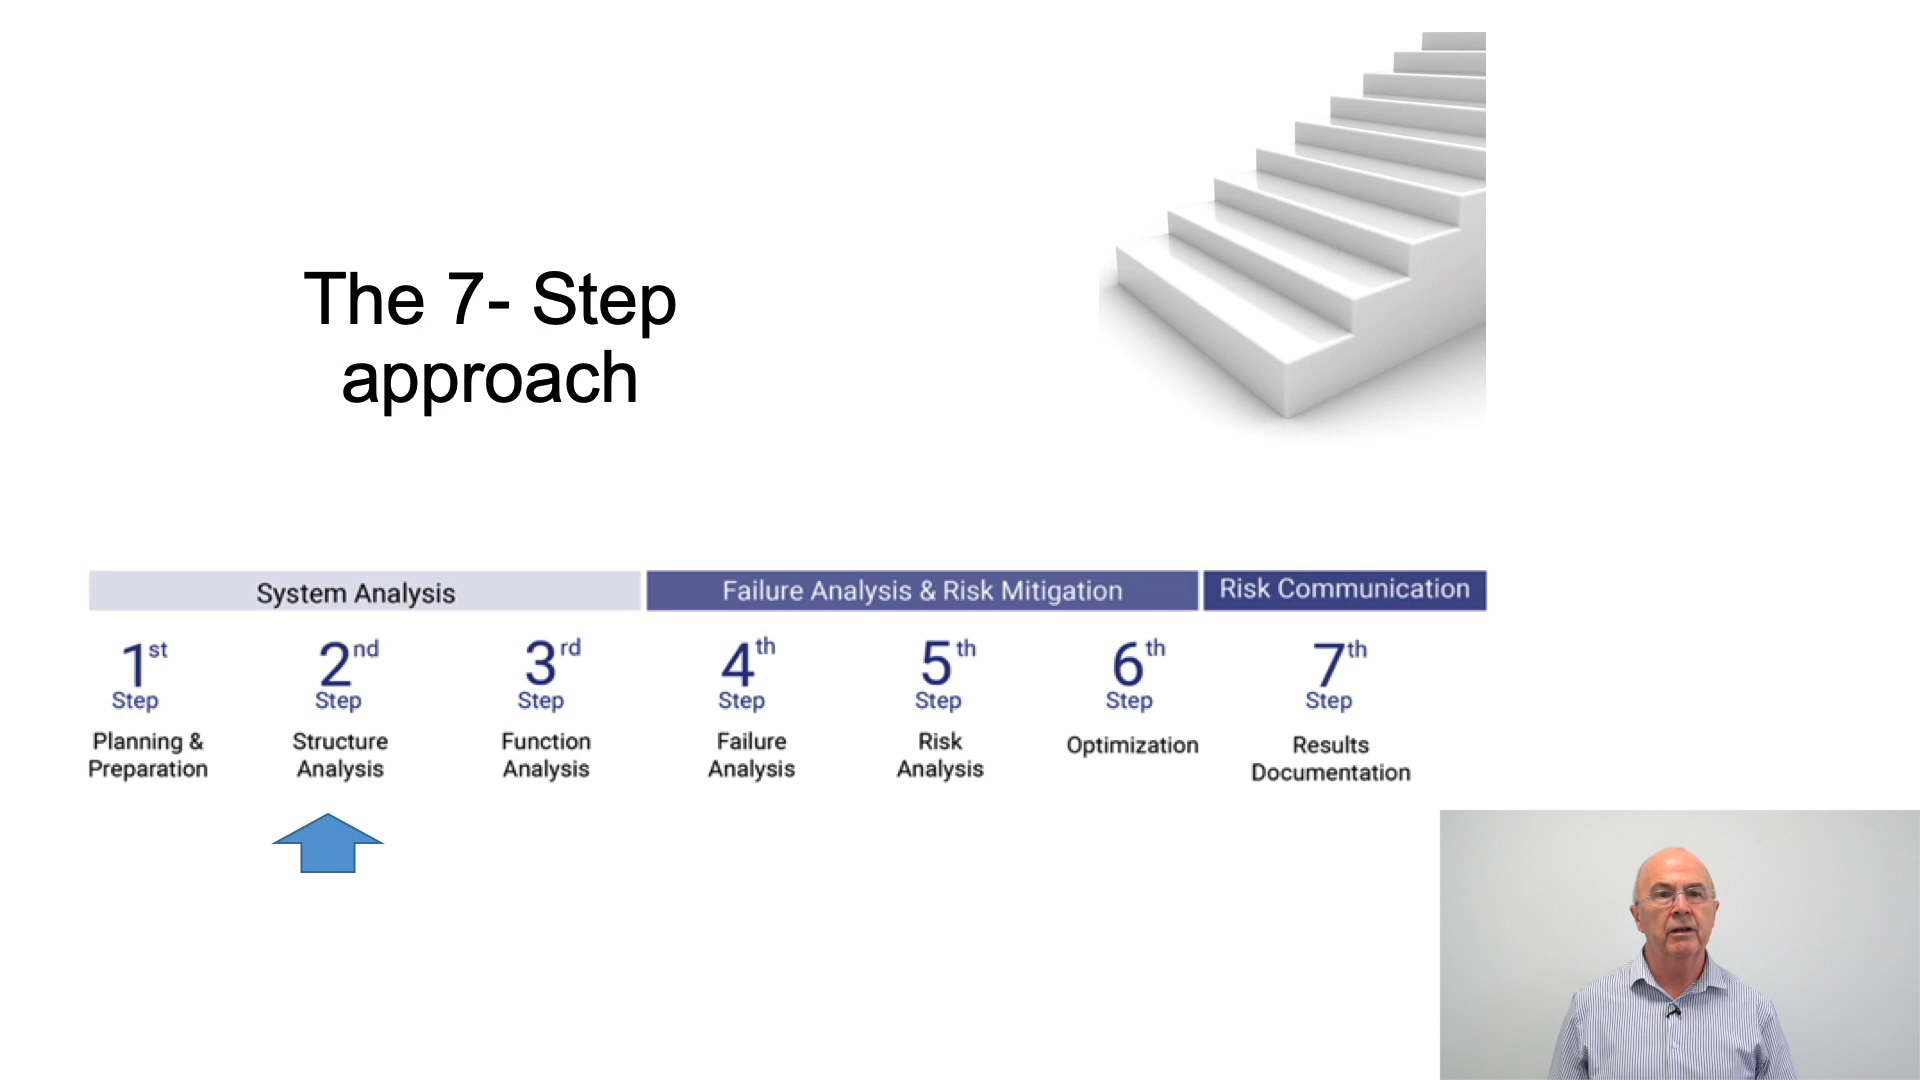 The 7- Step
approach
System Analysis
Failure Analysis & Risk Mitigation
Risk Communication
1st
Step
Planning &
Preparation
2nd
Step
Structure
Analysis
3rd
Step
Function
Analysis
4th
Step
Failure
Analysis
5th
Step
Risk
Analysis
6th
Step
Optimization
7th
Step
Results
Documentation